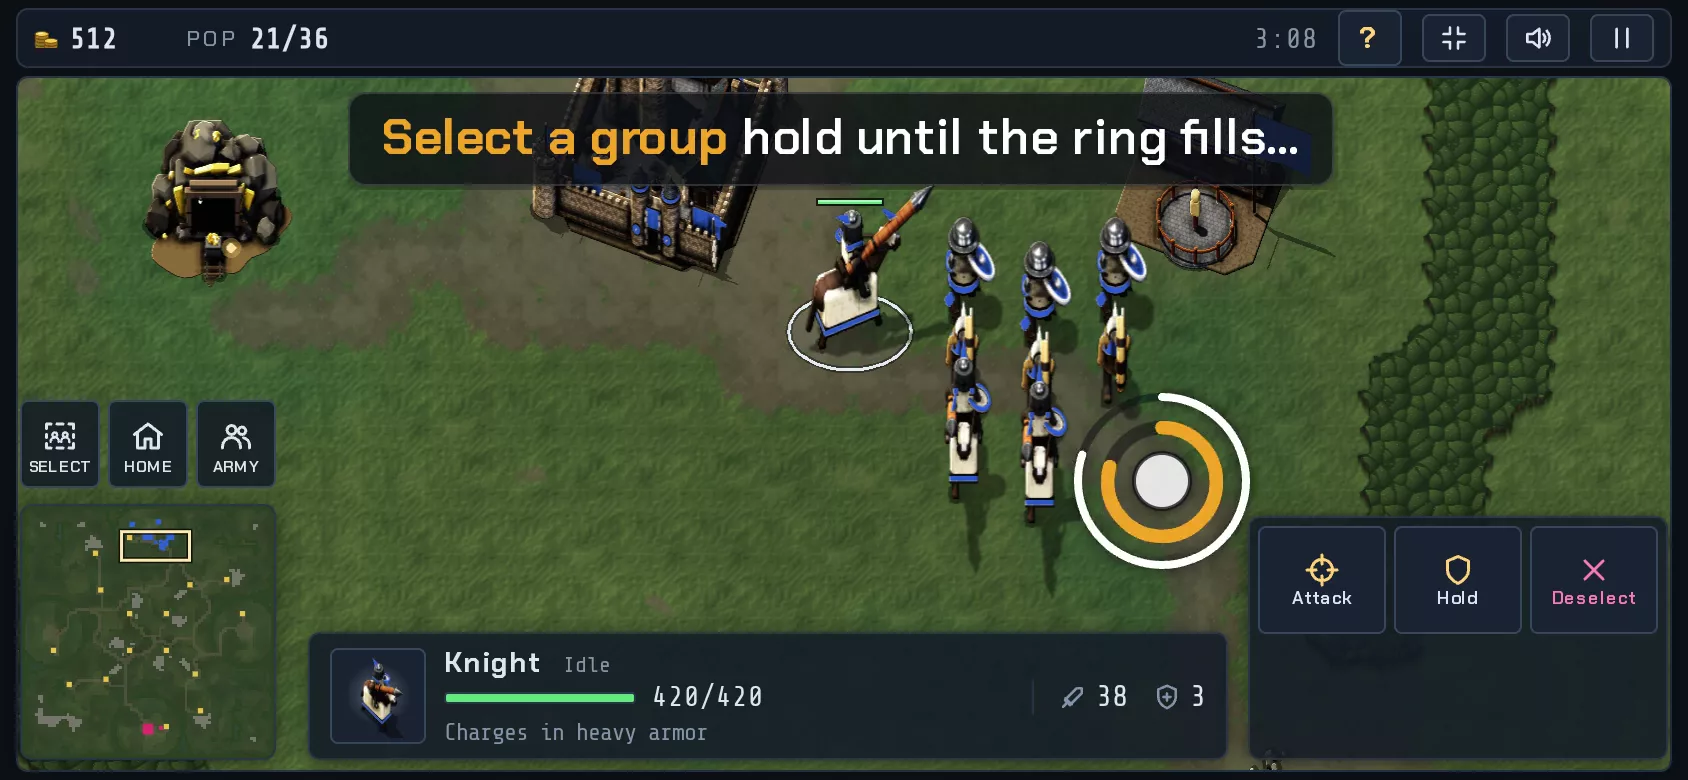 512 POP 21/36 3:08 ?
Select a group hold until the ring fills...
SELECT HOME ARMY
Attack Hold Deselect
Knight Idle
420/420 38 3
Charges in heavy armor